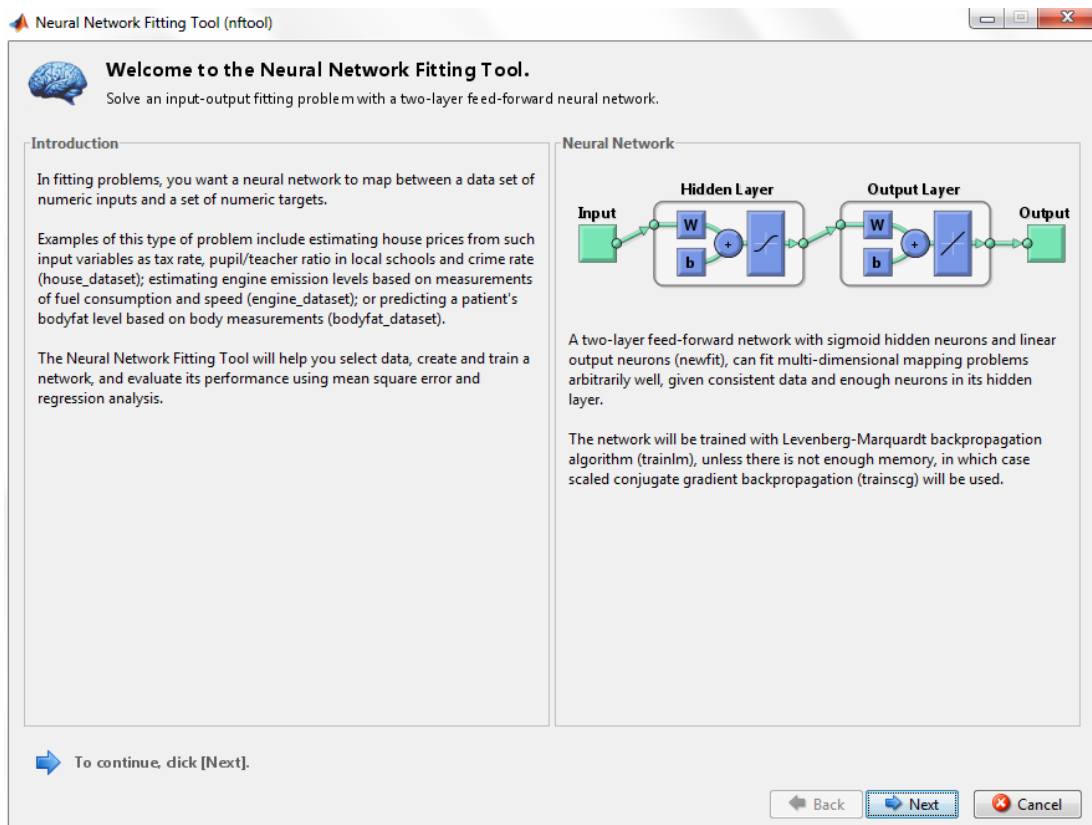 Neural Network Fitting Tool (nftool)
Welcome to the Neural Network Fitting Tool.
Solve an input-output fitting problem with a two-layer feed-forward neural network.
Introduction
In fitting problems, you want a neural network to map between a data set of
numeric inputs and a set of numeric targets.
Examples of this type of problem include estimating house prices from such
input variables as tax rate, pupil/teacher ratio in local schools and crime rate
(house_dataset); estimating engine emission levels based on measurements
of fuel consumption and speed (engine_dataset); or predicting a patient's
bodyfat level based on body measurements (bodyfat_dataset).
The Neural Network Fitting Tool will help you select data, create and train a
network, and evaluate its performance using mean square error and
regression analysis.
Neural Network
Hidden Layer
Output Layer
Input
Output
W
b
+
W
b
+
A two-layer feed-forward network with sigmoid hidden neurons and linear
output neurons (newfit), can fit multi-dimensional mapping problems
arbitrarily well, given consistent data and enough neurons in its hidden
layer.
The network will be trained with Levenberg-Marquardt backpropagation
algorithm (trainlm), unless there is not enough memory, in which case
scaled conjugate gradient backpropagation (trainscg) will be used.
To continue, click [Next].
Back
Next
Cancel